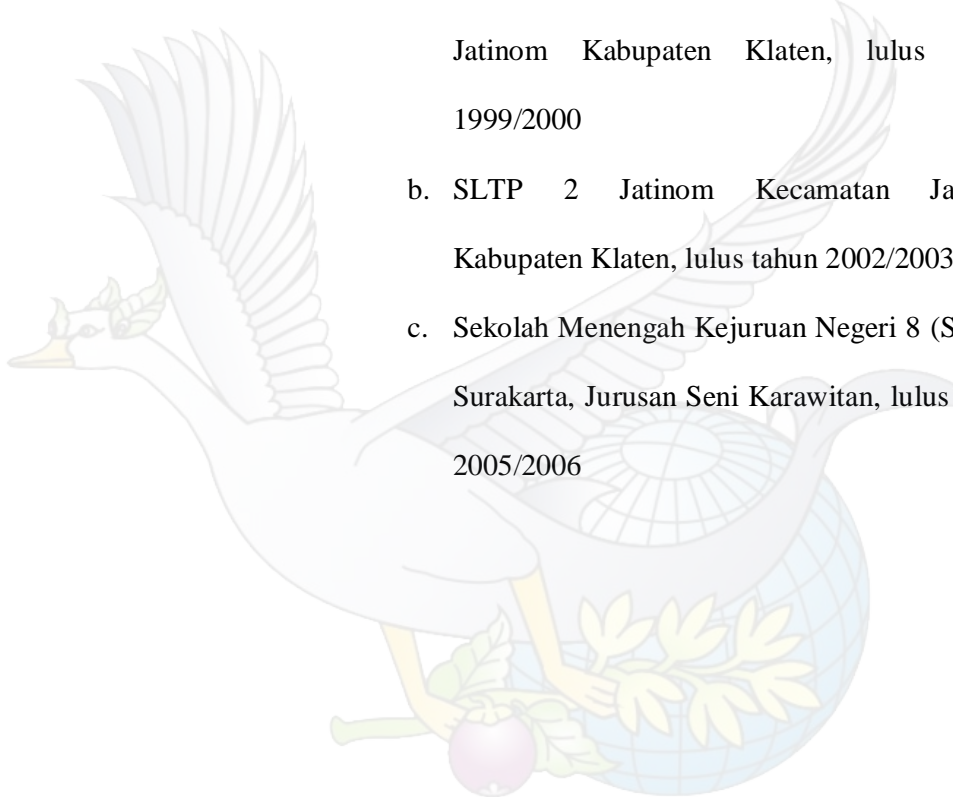 Jatinom Kabupaten Klaten, lulus
1999/2000
b. SLTP 2 Jatinom Kecamatan
Kabupaten Klaten, lulus tahun 2002/2003
c. Sekolah Menengah Kejuruan Negeri 8
Surakarta, Jurusan Seni Karawitan, lulus
2005/2006